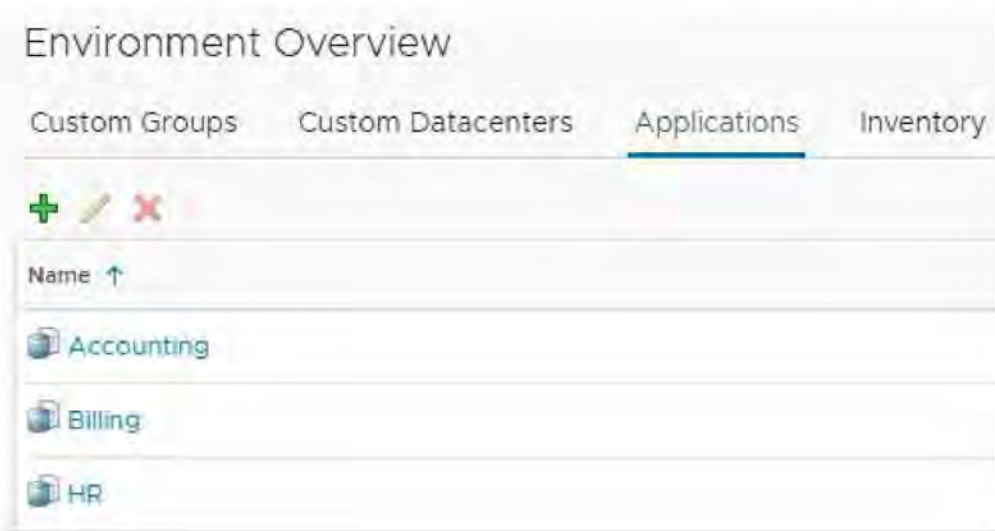 Environment Overview
Custom Groups Custom Datacenters Applications Inventory
Name ↑
Accounting
Billing
HR